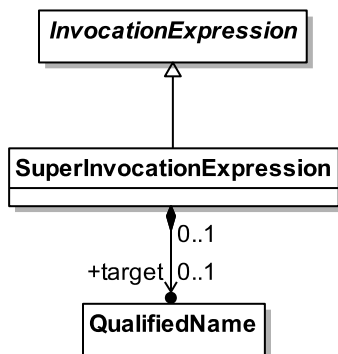 InvocationExpression
SuperInvocationExpression
0..1
+target 0..1
QualifiedName